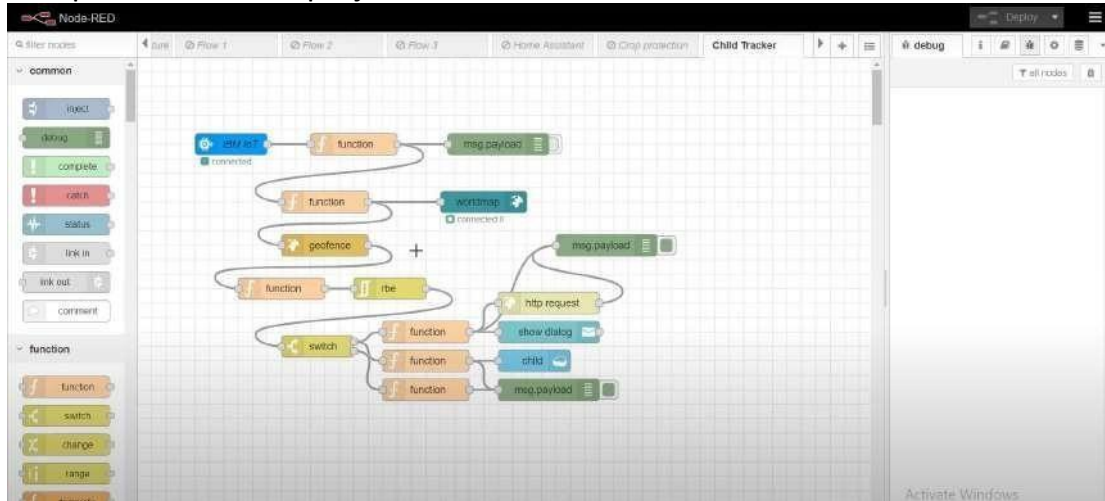 Node-RED
Deploy
filter nodes
Flow 1
Flow 2
Flow 3
Home Assistant
Crop protection
Child Tracker
debug
i
all nodes
common
inject
debug
complete
catch
status
link in
link out
comment
function
function
switch
change
range
IBM IoT
connected
function
msg.payload
function
worldmap
geofence
msg.payload
function
rbe
http request
switch
function
show dialog
function
child
function
msg.payload
Activate Windows